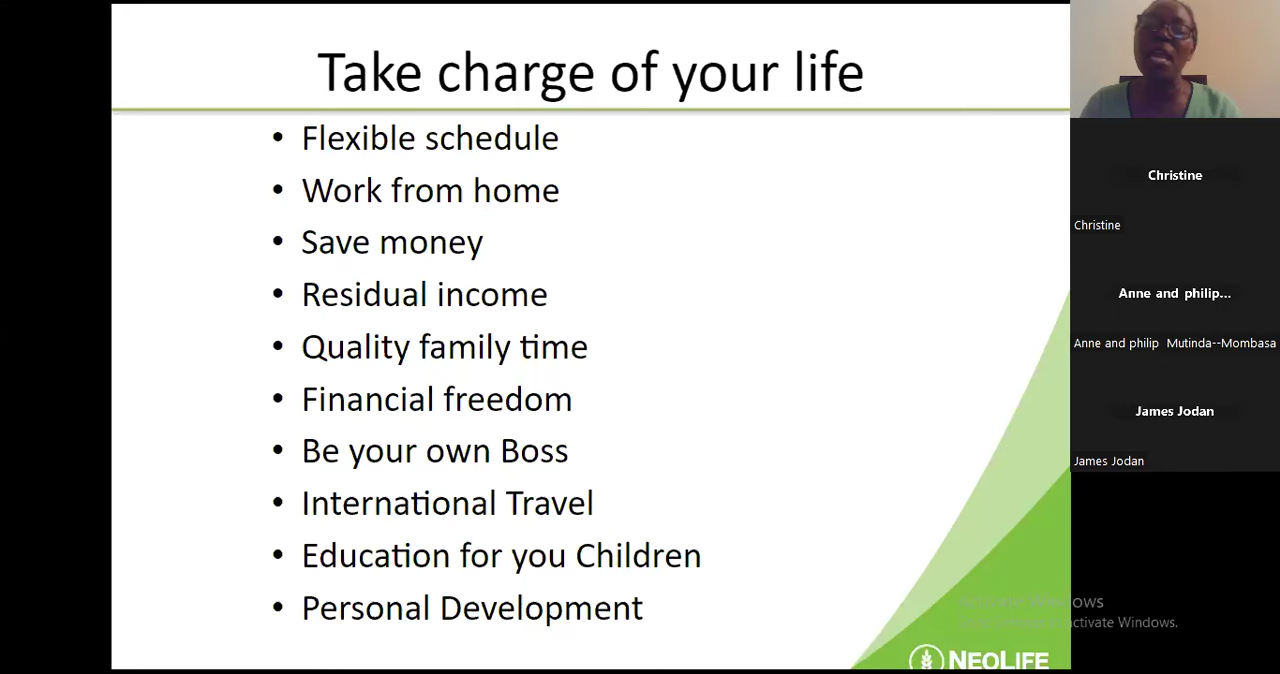 Take charge of your life
• Flexible schedule
• Work from home
• Save money
• Residual income
• Quality family time
• Financial freedom
• Be your own Boss
• International Travel
• Education for you Children
• Personal Development
NEOLIFE
Christine
Christine
Anne and philip...
Anne and philip Mutinda--Mombasa
James Jodan
James Jodan
Activate Windows
activate Windows.